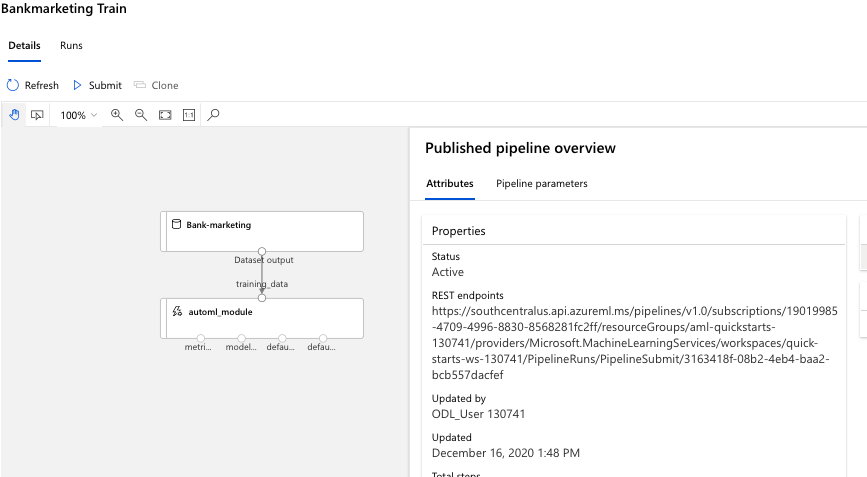 Bankmarketing Train
Details Runs
Refresh Submit Clone
100% 1:1
Published pipeline overview
Attributes Pipeline parameters
Bank-marketing
Dataset output
training_data
automl_module
metri... model... defau... defau...
Properties
Status
Active
REST endpoints
https://southcentralus.api.azureml.ms/pipelines/v1.0/subscriptions/19019985
-4709-4996-8830-8568281fc2ff/resourceGroups/aml-quickstarts-
130741/providers/Microsoft.MachineLearningServices/workspaces/quick-
starts-ws-130741/PipelineRuns/PipelineSubmit/3163418f-08b2-4eb4-baa2-
bcb557dacfef
Updated by
ODL_User 130741
Updated
December 16, 2020 1:48 PM
Total steps